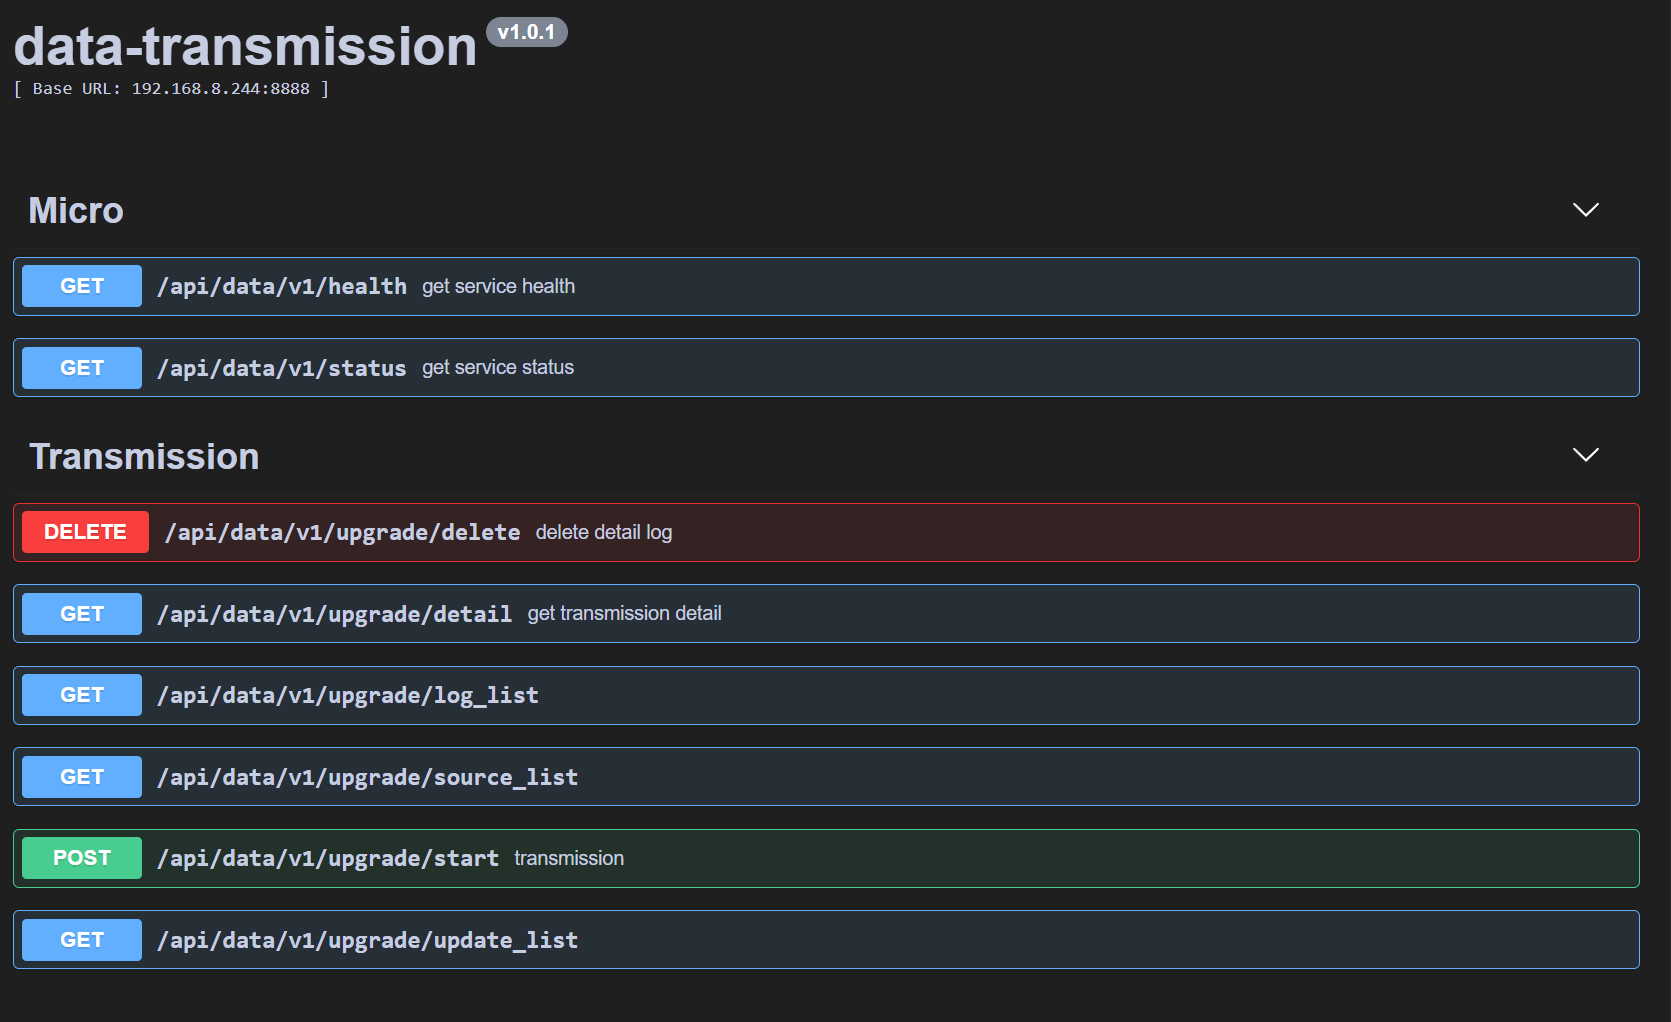 data-transmission v1.0.1
[ Base URL: 192.168.8.244:8888 ]
Micro
GET /api/data/v1/health get service health
GET /api/data/v1/status get service status
Transmission
DELETE /api/data/v1/upgrade/delete delete detail log
GET /api/data/v1/upgrade/detail get transmission detail
GET /api/data/v1/upgrade/log_list
GET /api/data/v1/upgrade/source_list
POST /api/data/v1/upgrade/start transmission
GET /api/data/v1/upgrade/update_list